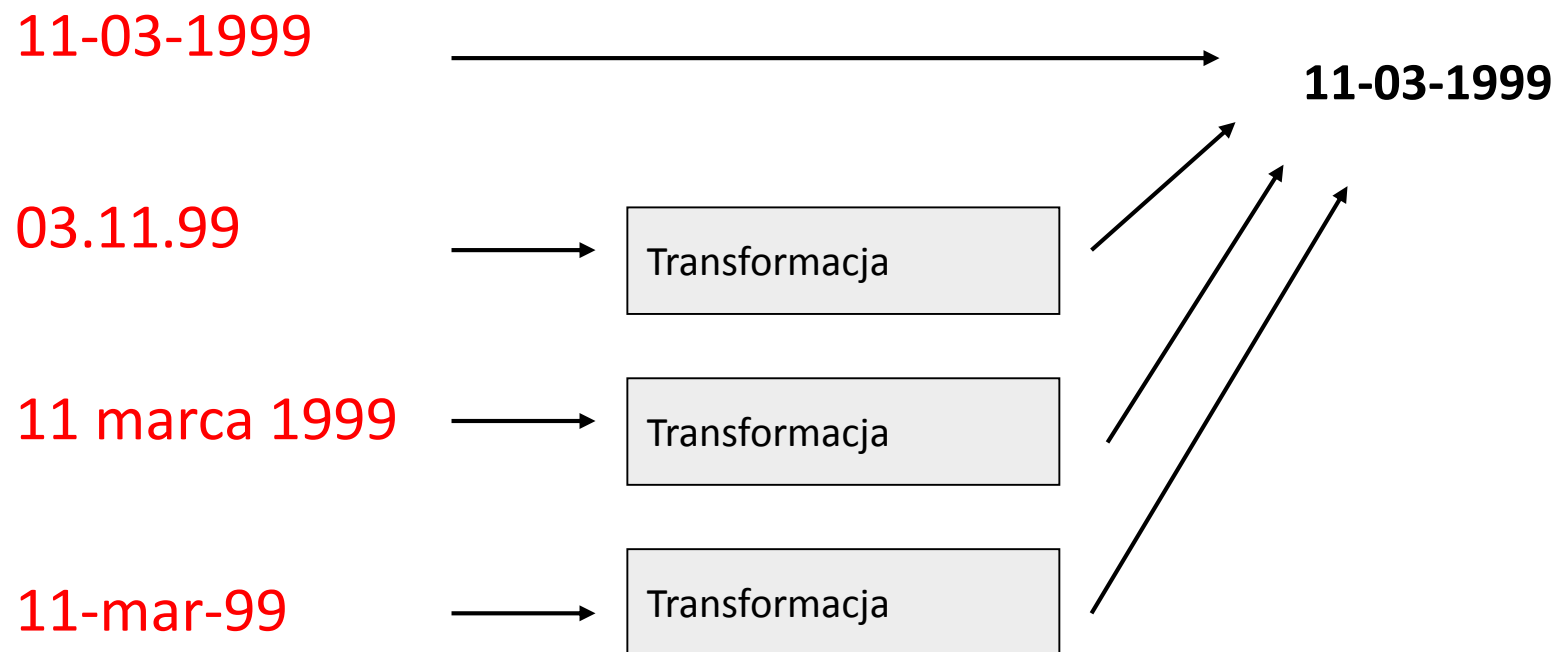 11-03-1999
11-03-1999
03.11.99
Transformacja
11 marca 1999
Transformacja
11-mar-99
Transformacja